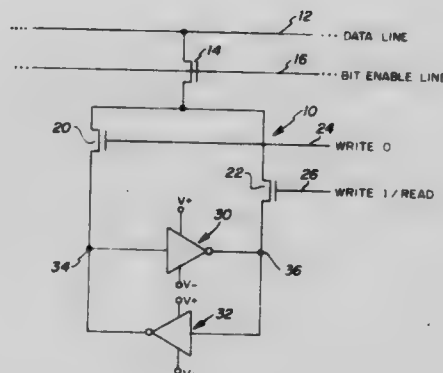 12
DATA LINE
14
16
BIT ENABLE LINE
10
20
24
WRITE 0
22
26
WRITE 1/READ
V+
30
34
36
V-
V+
32
V-